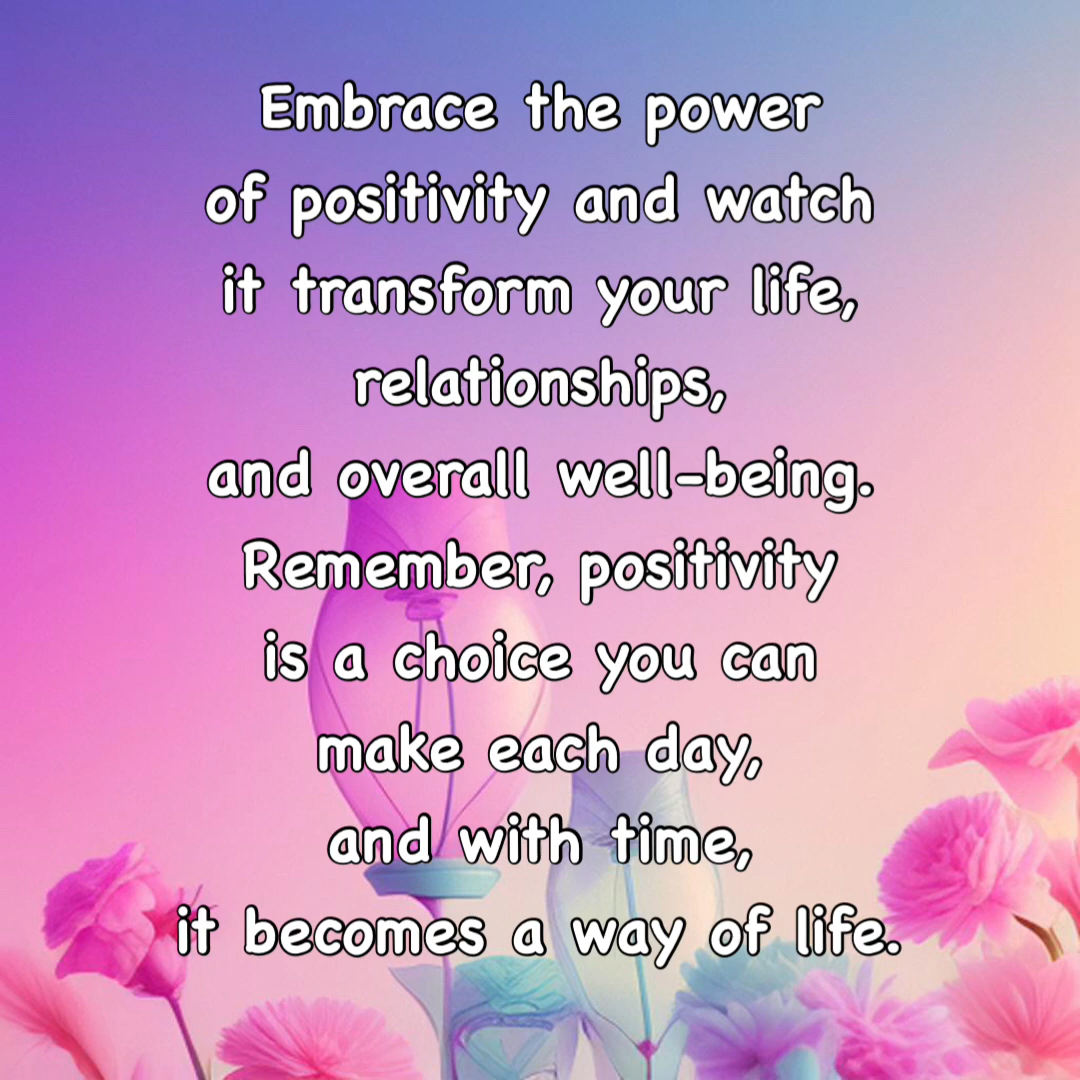 Embrace the power
of positivity and watch
it transform your life,
relationships,
and overall well-being.
Remember, positivity
is a choice you can
make each day,
and with time,
it becomes a way of life.